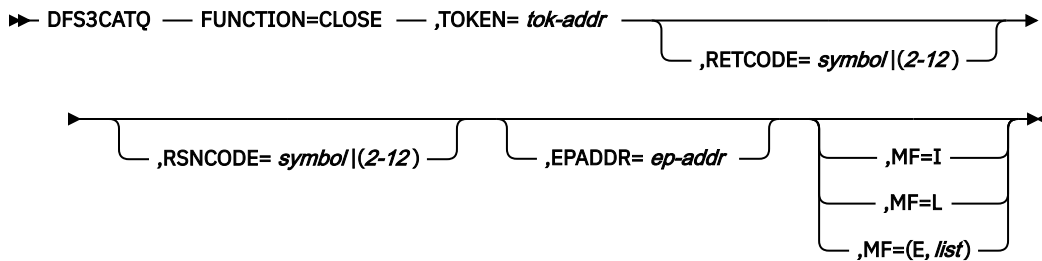 DFS3CATQ FUNCTION=CLOSE ,TOKEN= tok-addr
,RETCODE= symbol|(2-12)
,RSNCODE= symbol|(2-12) ,EPADDR= ep-addr ,MF=I
,MF=L
,MF=(E, list)